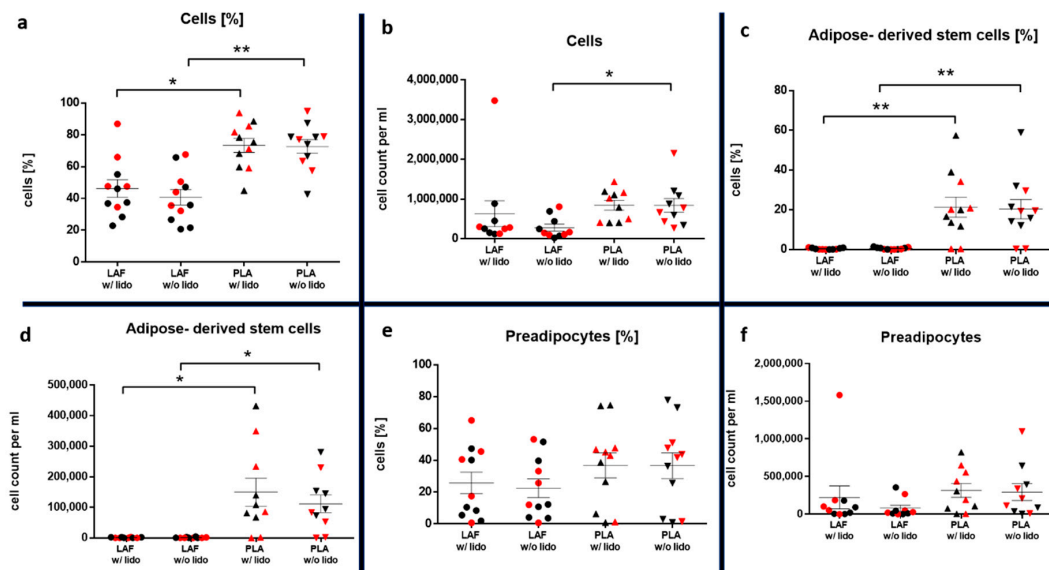 a
Cells [%]
**
*
cells [%]
100
80
60
40
20
0
LAF LAF PLA PLA
w/ lido w/o lido w/ lido w/o lido
b
Cells
*
cell count per ml
4,000,000
3,000,000
2,000,000
1,000,000
0
LAF LAF PLA PLA
w/ lido w/o lido w/ lido w/o lido
c
Adipose- derived stem cells [%]
**
**
cells [%]
80
60
40
20
0
LAF LAF PLA PLA
w/ lido w/o lido w/ lido w/o lido
d
Adipose- derived stem cells
*
*
cell count per ml
500,000
400,000
300,000
200,000
100,000
0
LAF LAF PLA PLA
w/ lido w/o lido w/ lido w/o lido
e
Preadipocytes [%]
cells [%]
100
80
60
40
20
0
LAF LAF PLA PLA
w/ lido w/o lido w/ lido w/o lido
f
Preadipocytes
cell count per ml
2,000,000
1,500,000
1,000,000
500,000
0
LAF LAF PLA PLA
w/ lido w/o lido w/ lido w/o lido